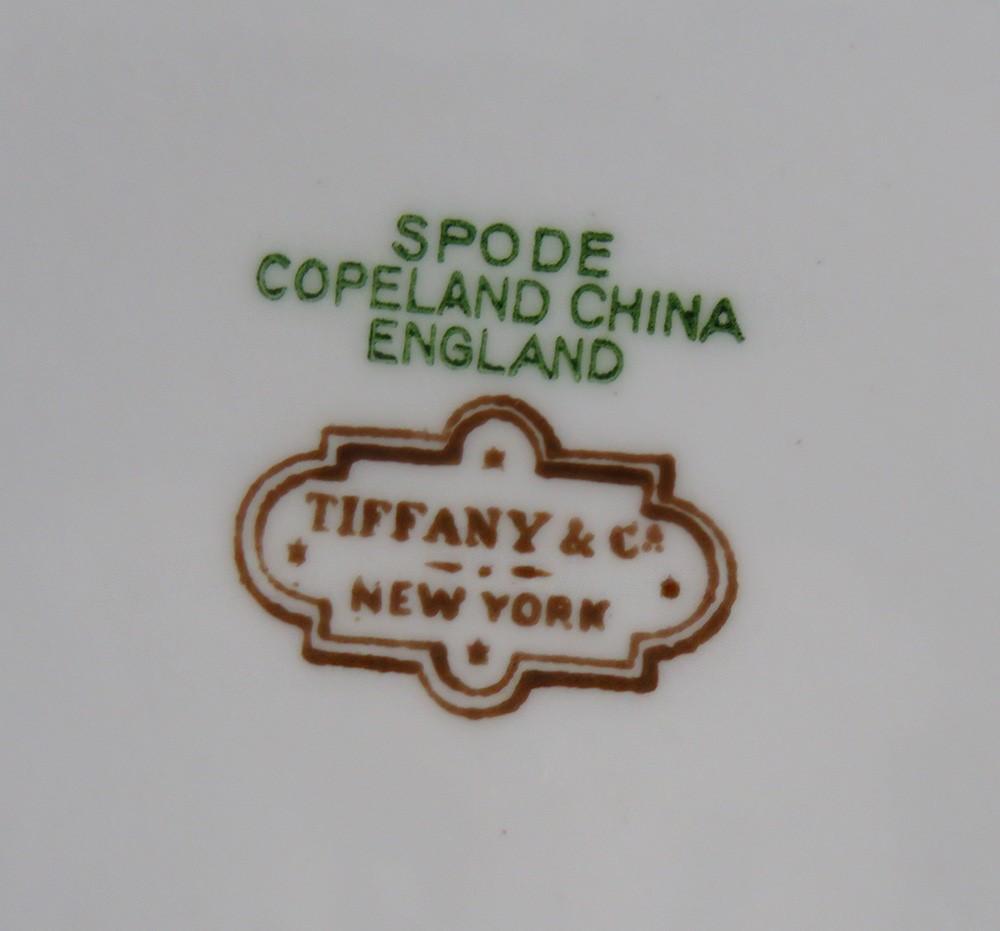 SPODE
COPELAND CHINA
ENGLAND
TIFFANY & Co
NEW YORK